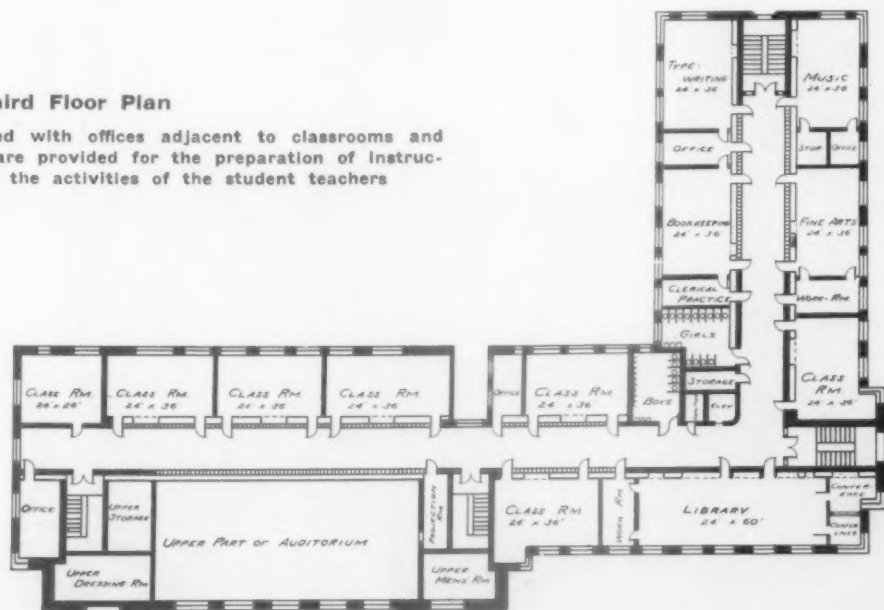 ird Floor Plan
ed with offices adjacent to classrooms and
are provided for the preparation of instruc-
the activities of the student teachers
TYPE-
WRITING
24' x 36'
MUSIC
24' x 36'
OFFICE
STOR
OFFICE
BOOKKEEPING
24' x 36'
FINE ARTS
24' x 36'
CLERICAL
PRACTICE
WORK-RM.
GIRLS
CLASS
RM.
24' x 36'
STORAGE
BOYS
ELEV
CLASS RM.
CLASS RM.
24' x 36'
CLASS RM.
24' x 36'
CLASS RM.
24' x 36'
OFFICE
CLASS RM.
24' x 36'
OFFICE
UPPER
STORAGE
UPPER PART OF AUDITORIUM
PROJECTION
RM.
CLASS RM.
WORK RM.
LIBRARY
24' x 60'
CONFER-
ENCE
CONFER-
ENCE
UPPER
DRESSING RM.
UPPER
MENS RM.